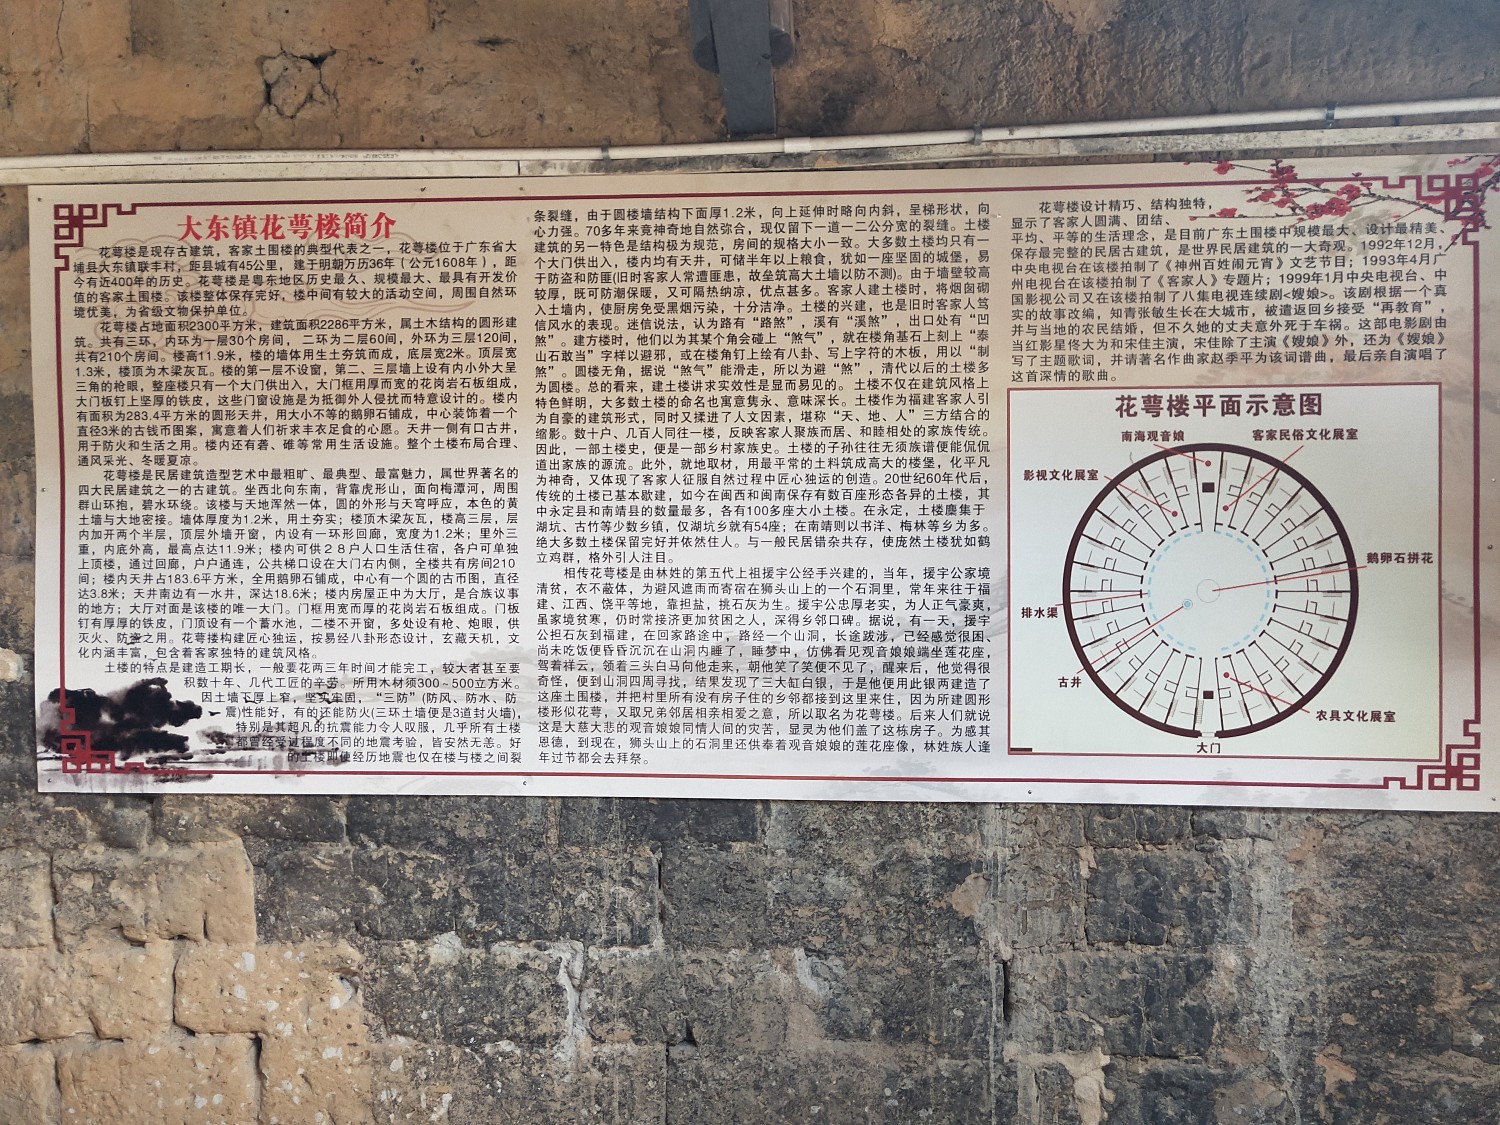 大东镇花萼楼简介
花萼楼是现存古建筑，客家土围楼的典型代表之一，花萼楼位于广东省大
埔县大东镇联丰村，距县城有45公里，建于明朝万历36年（公元1608年），距
今有近400年的历史。花萼楼是粤东地区历史最久、规模最大、最具有开发价
值的客家土围楼。该楼整体保存完好，楼中间有较大的活动空间，周围自然环
境优美，为省级文物保护单位。
花萼楼占地面积2300平方米，建筑面积2286平方米，属土木结构的圆形建
筑。共有三环，内环为一层30个房间， 二环为二层60间，外环为三层120间，
共有210个房间。楼高11.9米，楼的墙体用生土夯筑而成，底层宽2米。顶层宽
1.3米，楼顶为木梁灰瓦。楼的第一层不设窗，第二、三层墙上设有内小外大呈
三角的枪眼，整座楼只有一个大门供出入，大门框用厚而宽的花岗岩石板组成，
大门板钉上坚厚的铁皮，这些门窗设施是为抵御外人侵扰而特意设计的。楼内
有面积为283.4平方米的圆形天井，用大小不等的鹅卵石铺成，中心装饰着一个
直径3米的古钱币图案，寓意着人们祈求丰衣足食的心愿。天井一侧有口古井，
用于防火和生活之用。楼内还有砻、碓等常用生活设施。整个土楼布局合理、
通风采光、冬暖夏凉。
花萼楼是民居建筑造型艺术中最粗旷、最典型、最富魅力，属世界著名的
四大民居建筑之一的古建筑。坐西北向东南，背靠虎形山，面向梅潭河，周围
群山环抱，碧水环绕。该楼与天地浑然一体，圆的外形与天穹呼应，本色的黄
土墙与大地密接。墙体厚度为1.2米，用土夯实；楼顶木梁灰瓦，楼高三层，层
内加开两个半层，顶层外墙开窗，内设有一环形回廊，宽度为1.2米；里外三
重，内底外高，最高点达11.9米；楼内可供２８户人口生活住宿，各户可单独
上顶楼，通过回廊，户户通连，公共梯口设在大门右内侧，全楼共有房间210
间；楼内天井占183.6平方米，全用鹅卵石铺成，中心有一个圆的古币图，直径
达3.8米；天井南边有一水井，深达18.6米；楼内房屋正中为大厅，是合族议事
的地方；大厅对面是该楼的唯一大门。门框用宽而厚的花岗岩石板组成。门板
钉有厚厚的铁皮，门顶设有一个蓄水池，二楼不开窗，多处设有枪、炮眼，供
灭火、防盗之用。花萼楼构建匠心独运，按易经八卦形态设计，玄藏天机，文
化内涵丰富，包含着客家独特的建筑风格。
土楼的特点是建造工期长，一般要花两三年时间才能完工，较大者甚至要
积数十年、几代工匠的辛劳。所用木材须300～500立方米。
因土墙下厚上窄，坚实牢固，“三防”(防风、防水、防
震)性能好，有的还能防火(三环土墙便是3道封火墙)，
特别是其超凡的抗震能力令人叹服，几乎所有土楼
都曾经受过程度不同的地震考验，皆安然无恙。好
的土楼即使经历地震也仅在楼与楼之间裂
条裂缝，由于圆楼墙结构下面厚1.2米，向上延伸时略向内斜，呈梯形状，向
心力强。70多年来竟神奇地自然弥合，现仅留下一道一二公分宽的裂缝。土楼
建筑的另一特色是结构极为规范，房间的规格大小一致。大多数土楼均只有一
个大门供出入，楼内均有天井，可储半年以上粮食，犹如一座坚固的城堡，易
于防盗和防匪(旧时客家人常遭匪患，故垒筑高大土墙以防不测)。由于墙壁较高
较厚，既可防潮保暖，又可隔热纳凉，优点甚多。客家人建土楼时，将烟囱砌
入土墙内，使厨房免受黑烟污染，十分洁净。土楼的兴建，也是旧时客家人笃
信风水的表现。迷信说法，认为路有“路煞”，溪有“溪煞”，出口处有“凹
煞”。建方楼时，他们以为其某个角会碰上“煞气”，就在楼角基石上刻上“泰
山石敢当”字样以避邪，或在楼角钉上绘有八卦、写上字符的木板，用以“制
煞”。圆楼无角，据说“煞气”能滑走，所以为避“煞”，清代以后的土楼多
为圆楼。总的看来，建土楼讲求实效性是显而易见的。土楼不仅在建筑风格上
特色鲜明，大多数土楼的命名也寓意隽永、意味深长。土楼作为福建客家人引
为自豪的建筑形式，同时又揉进了人文因素，堪称“天、地、人”三方结合的
缩影。数十户、几百人同往一楼，反映客家人聚族而居、和睦相处的家族传统。
因此，一部土楼史，便是一部乡村家族史。土楼的子孙往往无须族谱便能侃侃
道出家族的源流。此外，就地取材，用最平常的土料筑成高大的楼堡，化平凡
为神奇，又体现了客家人征服自然过程中匠心独运的创造。20世纪60年代后，
传统的土楼已基本歇建，如今在闽西和闽南保存有数百座形态各异的土楼，其
中永定县和南靖县的数量最多，各有100多座大小土楼。在永定，土楼麇集于
湖坑、古竹等少数乡镇，仅湖坑乡就有54座；在南靖则以书洋、梅林等乡为多。
绝大多数土楼保留完好并依然住人。与一般民居错杂共存，使庞然土楼犹如鹤
立鸡群，格外引人注目。
相传花萼楼是由林姓的第五代上祖援宇公经手兴建的，当年，援宇公家境
清贫，衣不蔽体，为避风遮雨而寄宿在狮头山上的一个石洞里，常年来往于福
建、江西、饶平等地，靠担盐，挑石灰为生。援宇公忠厚老实，为人正气豪爽，
虽家境贫寒，仍时常接济更加贫困之人，深得乡邻口碑。据说，有一天，援宇
公担石灰到福建，在回家路途中，路经一个山洞，长途跋涉，已经感觉很困、
尚未吃饭便昏昏沉沉在山洞内睡了，睡梦中，仿佛看见观音娘娘端坐莲花座，
驾着祥云，领着三头白马向他走来，朝他笑了笑便不见了，醒来后，他觉得很
奇怪，便到山洞四周寻找，结果发现了三大缸白银，于是他便用此银两建造了
这座土围楼，并把村里所有没有房子住的乡邻都接到这里来住，因为所建圆形
楼形似花萼，又取兄弟邻居相亲相爱之意，所以取名为花萼楼。后来人们就说
这是大慈大悲的观音娘娘同情人间的灾苦，显灵为他们盖了这栋房子。为感其
恩德，到现在，狮头山上的石洞里还供奉着观音娘娘的莲花座像，林姓族人逢
年过节都会去拜祭。
花萼楼设计精巧、结构独特，
显示了客家人圆满、团结、
平均、平等的生活理念，是目前广东土围楼中规模最大、设计最精美、
保存最完整的民居古建筑，是世界民居建筑的一大奇观。1992年12月，
中央电视台在该楼拍制了《神州百姓闹元宵》文艺节目；1993年4月广
州电视台在该楼拍制了《客家人》专题片；1999年1月中央电视台、中
国影视公司又在该楼拍制了八集电视连续剧<嫂娘>。该剧根据一个真
实的故事改编，知青张敏生长在大城市，被遣返回乡接受“再教育”，
并与当地的农民结婚，但不久她的丈夫意外死于车祸。这部电影剧由
当红影星佟大为和宋佳主演，宋佳除了主演《嫂娘》外，还为《嫂娘》
写了主题歌词，并请著名作曲家赵季平为该词谱曲，最后亲自演唱了
这首深情的歌曲。
花萼楼平面示意图
南海观音娘
客家民俗文化展室
影视文化展室
鹅卵石拼花
排水渠
古井
农具文化展室
大门